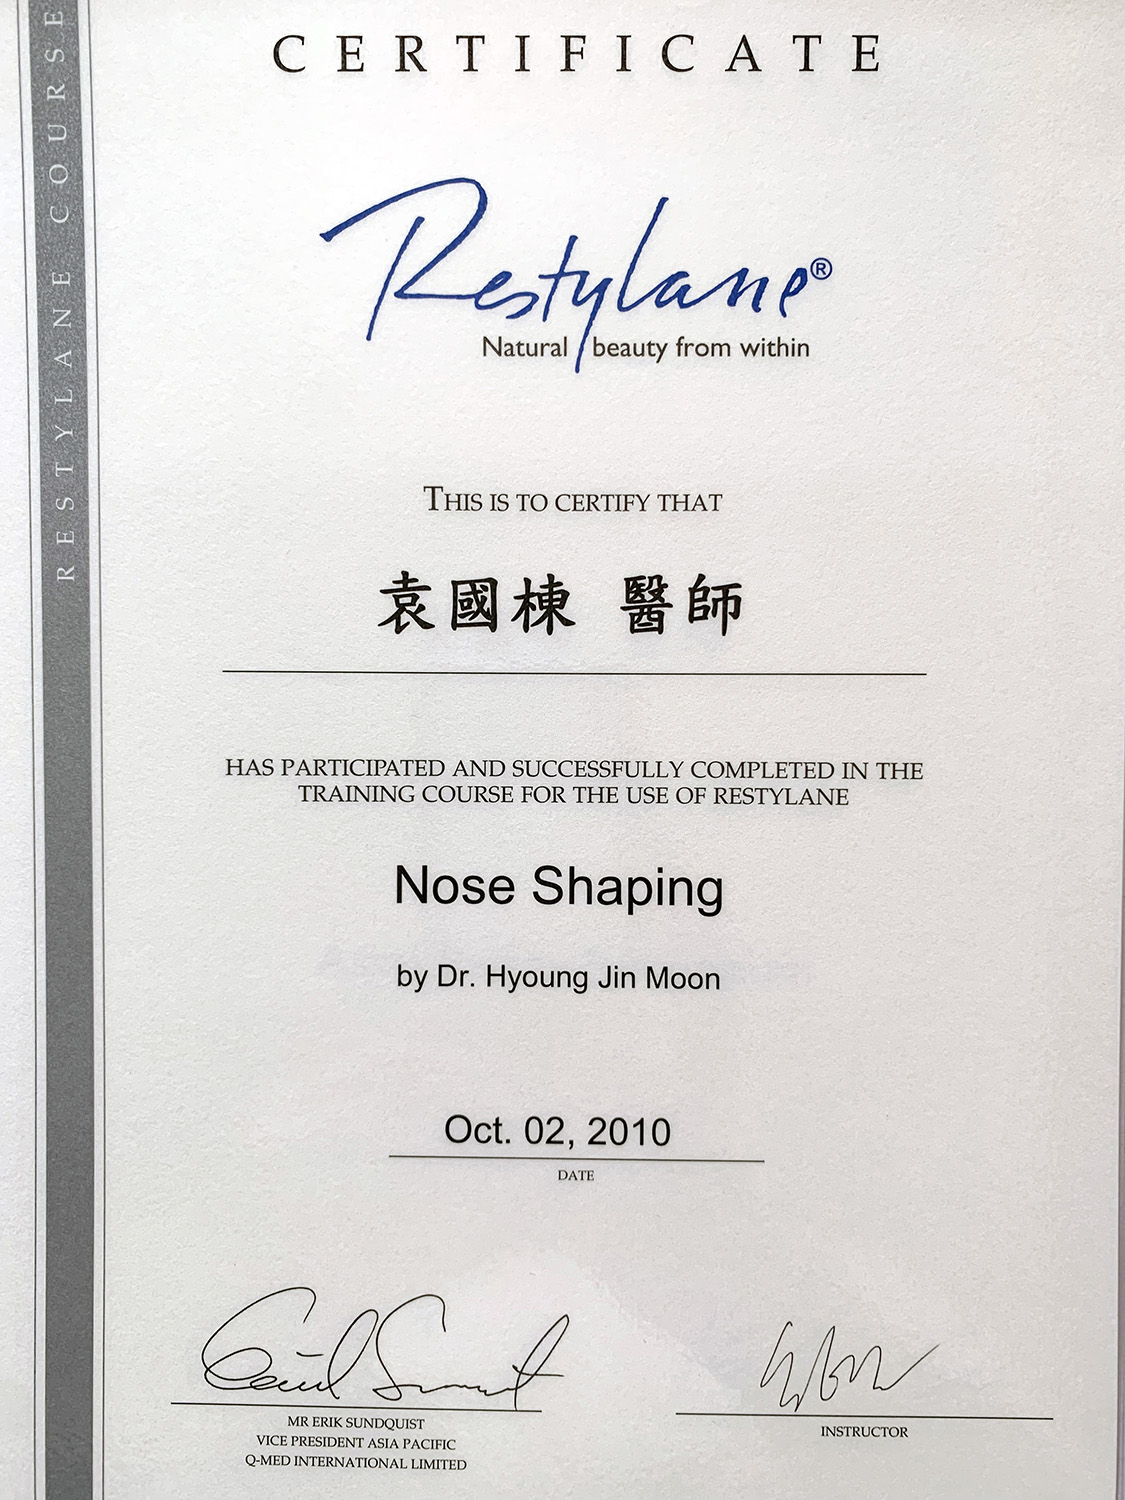 CERTIFICATE
RESTYLANE COURSE
Restylane®
Natural beauty from within
THIS IS TO CERTIFY THAT
袁國棟 醫師
HAS PARTICIPATED AND SUCCESSFULLY COMPLETED IN THE
TRAINING COURSE FOR THE USE OF RESTYLANE
Nose Shaping
by Dr. Hyoung Jin Moon
Oct. 02, 2010
DATE
MR ERIK SUNDQUIST
VICE PRESIDENT ASIA PACIFIC
Q-MED INTERNATIONAL LIMITED
INSTRUCTOR